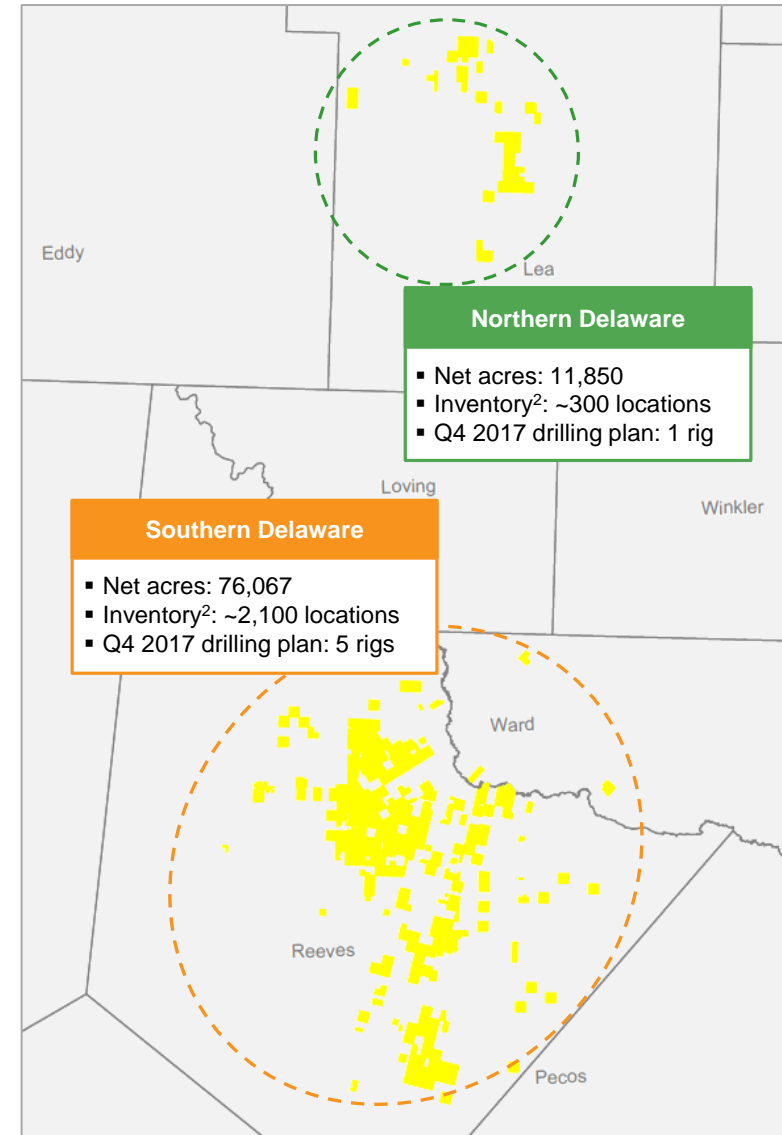 Eddy
Lea
Northern Delaware
▪ Net acres: 11,850
▪ Inventory²: ~300 locations
▪ Q4 2017 drilling plan: 1 rig
Loving
Winkler
Southern Delaware
▪ Net acres: 76,067
▪ Inventory²: ~2,100 locations
▪ Q4 2017 drilling plan: 5 rigs
Ward
Reeves
Pecos